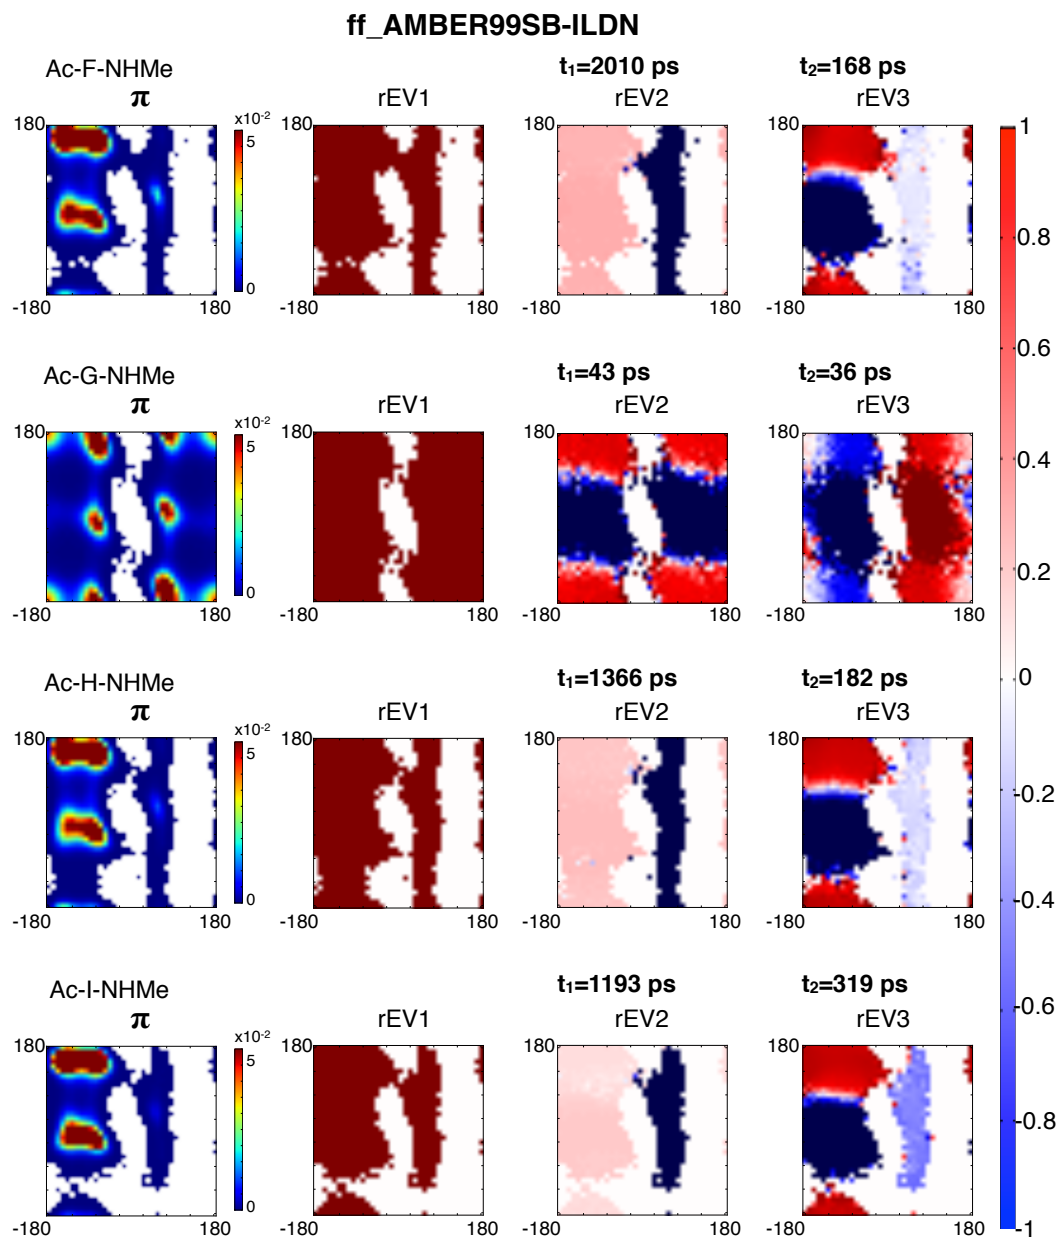 ff_AMBER99SB-ILDN
Ac-F-NHMe
t₁=2010 ps
t₂=168 ps
π
rEV1
rEV2
rEV3
x10⁻²
180
5
0
180
180
180
-180
180
-180
180
-180
180
-180
180
1
0.8
0.6
0.4
0.2
0
-0.2
-0.4
-0.6
-0.8
-1
Ac-G-NHMe
t₁=43 ps
t₂=36 ps
π
rEV1
rEV2
rEV3
x10⁻²
180
5
0
180
180
180
-180
180
-180
180
-180
180
-180
180
Ac-H-NHMe
t₁=1366 ps
t₂=182 ps
π
rEV1
rEV2
rEV3
x10⁻²
180
5
0
180
180
180
-180
180
-180
180
-180
180
-180
180
Ac-I-NHMe
t₁=1193 ps
t₂=319 ps
π
rEV1
rEV2
rEV3
x10⁻²
180
5
0
180
180
180
-180
180
-180
180
-180
180
-180
180